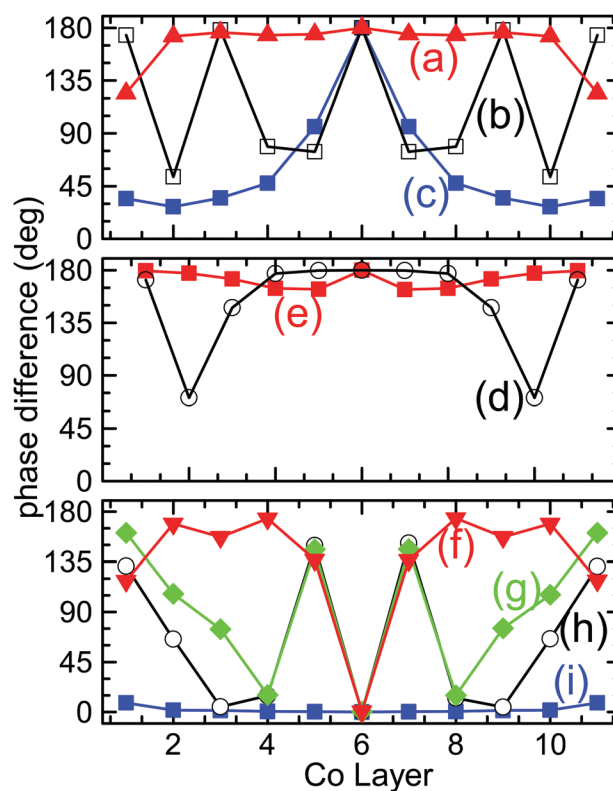 180
135
90
45
0
(a)
(b)
(c)
180
135
90
45
0
(e)
(d)
180
135
90
45
0
(f)
(g)
(h)
(i)
2 4 6 8 10
Co Layer
phase difference (deg)